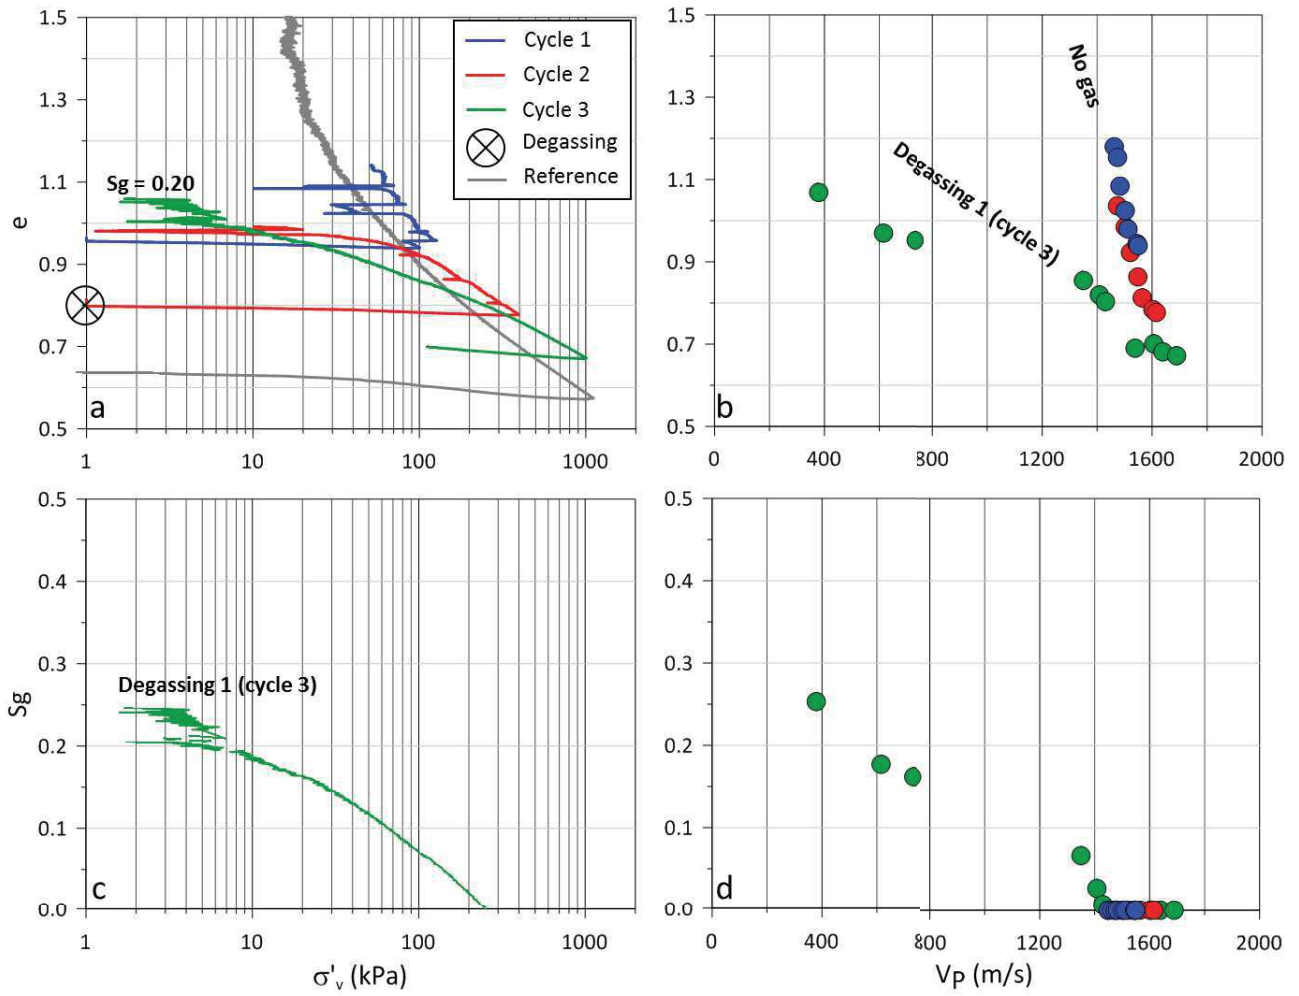 1.5
1.3
1.1
0.9
0.7
0.5
e
Cycle 1
Cycle 2
Cycle 3
Degassing
Reference
Sg = 0.20
a
1
10
100
1000
1.5
1.3
1.1
0.9
0.7
0.5
No gas
Degassing 1 (cycle 3)
b
0
400
800
1200
1600
2000
0.5
0.4
0.3
0.2
0.1
0.0
Sg
Degassing 1 (cycle 3)
c
1
10
100
1000
σ'v (kPa)
0.5
0.4
0.3
0.2
0.1
0.0
d
0
400
800
1200
1600
2000
VP (m/s)